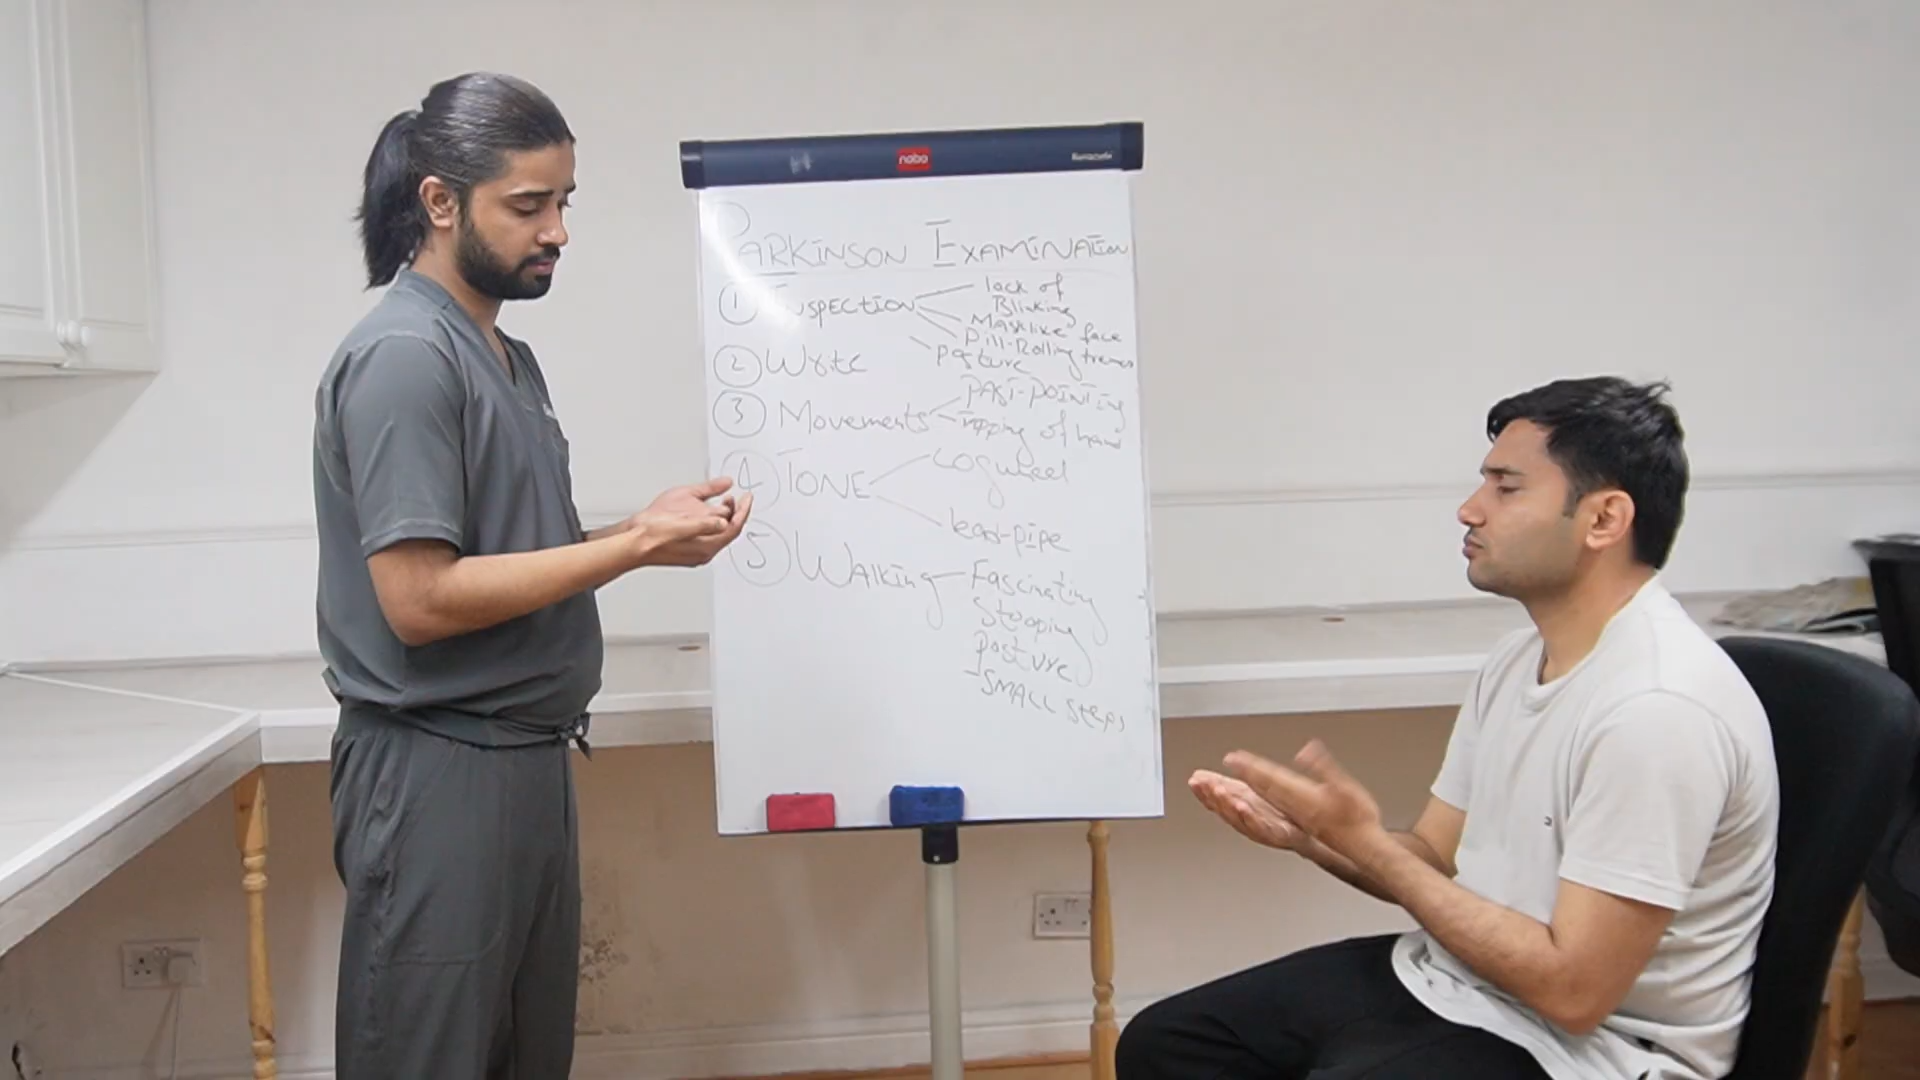 nobo
Barracuda
PARKINSON EXAMINATION
1 INSPECTION lack of
Blinking
Masklike face
Pill-Rolling tremor
posture
2 Write
3 Movements PAST-POINTING
Tapping of hand
4 TONE cogwheel
lead-pipe
5 WALKing Fascinating
Stooping
Posture
-SMALL steps